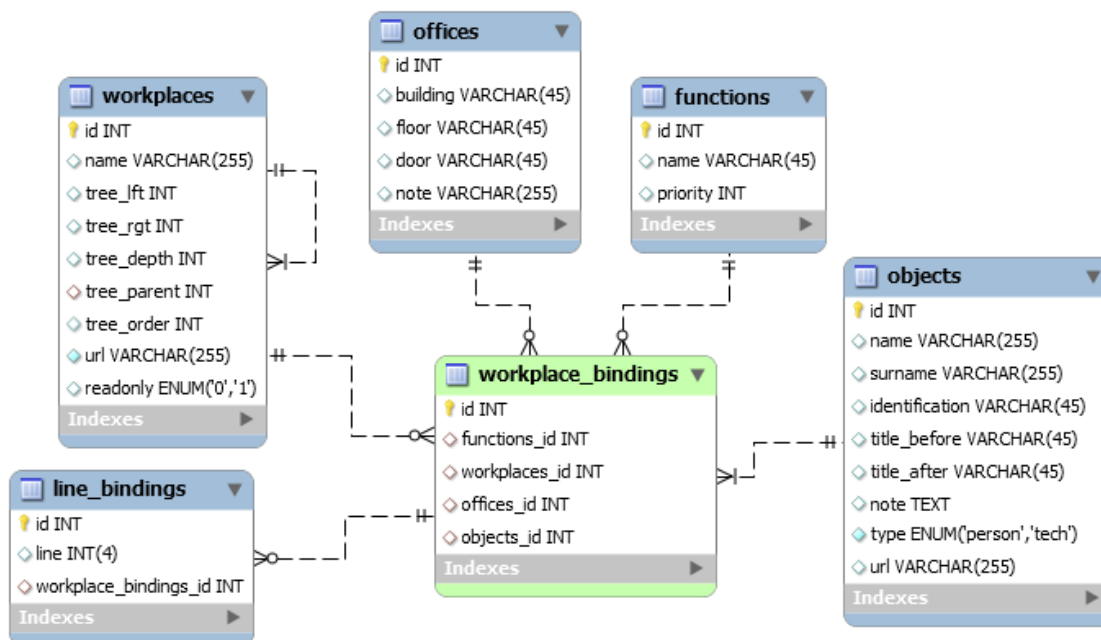 offices
id INT
building VARCHAR(45)
floor VARCHAR(45)
door VARCHAR(45)
note VARCHAR(255)
Indexes
workplaces
id INT
name VARCHAR(255)
tree_lft INT
tree_rgt INT
tree_depth INT
tree_parent INT
tree_order INT
url VARCHAR(255)
readonly ENUM('0','1')
Indexes
functions
id INT
name VARCHAR(45)
priority INT
Indexes
objects
id INT
name VARCHAR(255)
surname VARCHAR(255)
identification VARCHAR(45)
title_before VARCHAR(45)
title_after VARCHAR(45)
note TEXT
type ENUM('person','tech')
url VARCHAR(255)
Indexes
workplace_bindings
id INT
functions_id INT
workplaces_id INT
offices_id INT
objects_id INT
Indexes
line_bindings
id INT
line INT(4)
workplace_bindings_id INT
Indexes